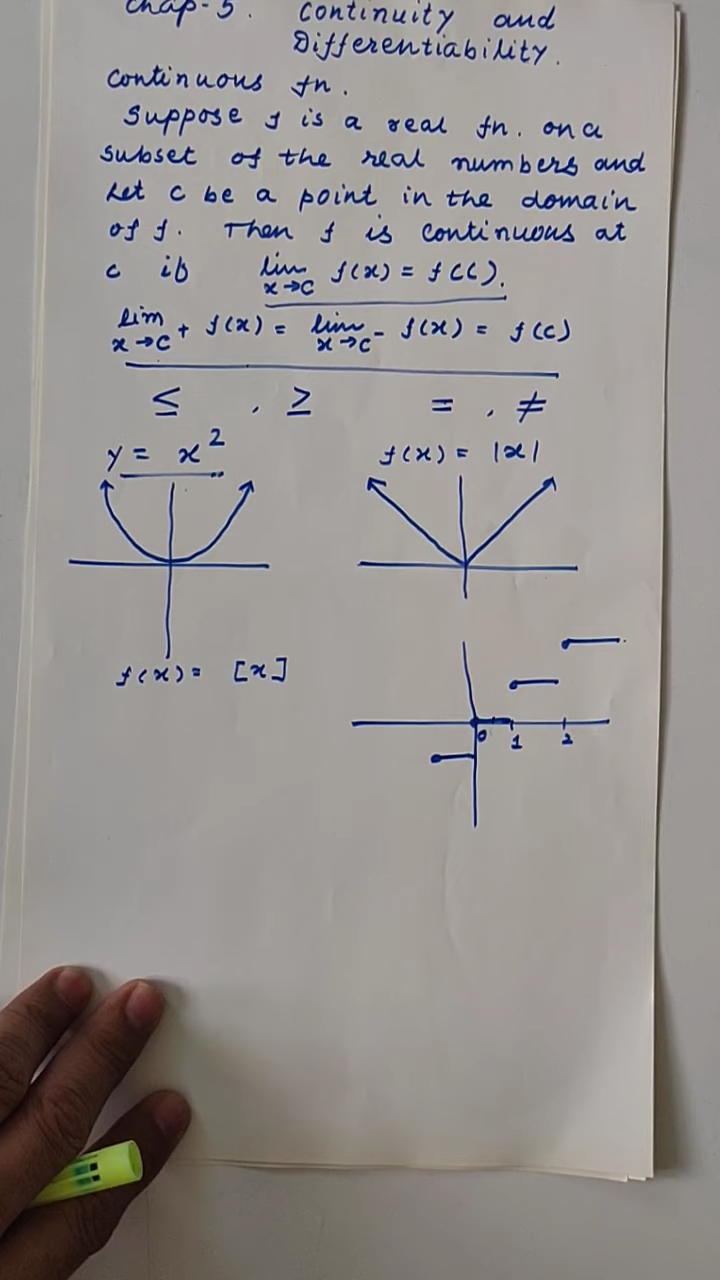 Chap-5. Continuity and
Differentiability.
Continuous fn.
Suppose f is a real fn. on a
subset of the real numbers and
Let c be a point in the domain
of f. Then f is continuous at
c if lim x→c f(x) = f(c).
lim x→c+ f(x) = lim x→c- f(x) = f(c)
≤ , ≥ = , ≠
y = x² f(x) = |x|
f(x) = [x]
0 1 2